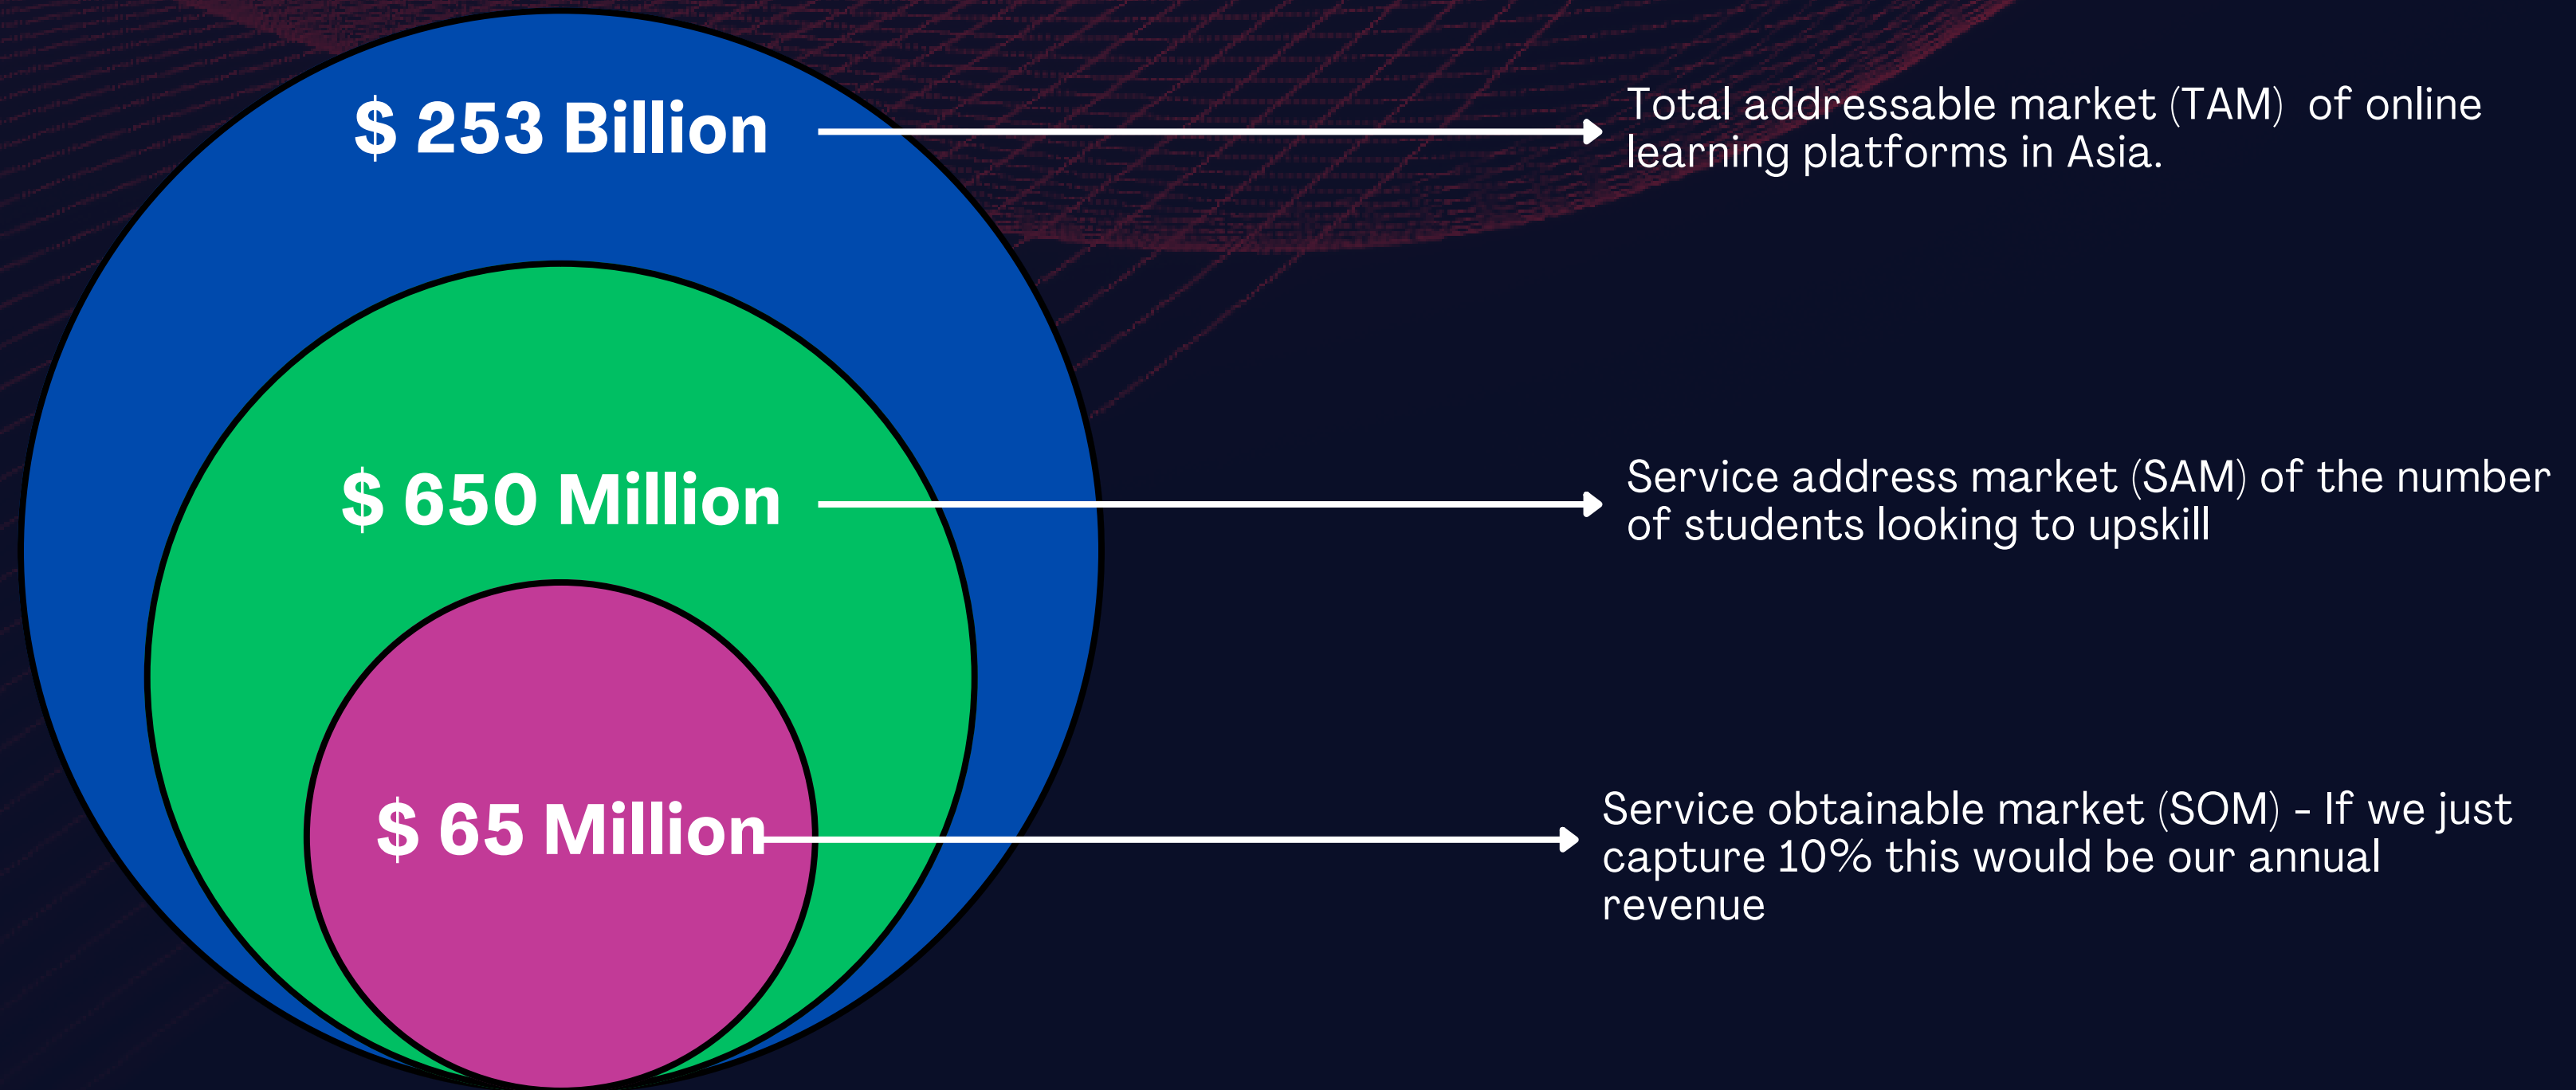 $ 253 Billion
Total addressable market (TAM)  of online
learning platforms in Asia.
$ 650 Million
Service address market (SAM) of the number
of students looking to upskill
$ 65 Million
Service obtainable market (SOM) - If we just
capture 10% this would be our annual
revenue